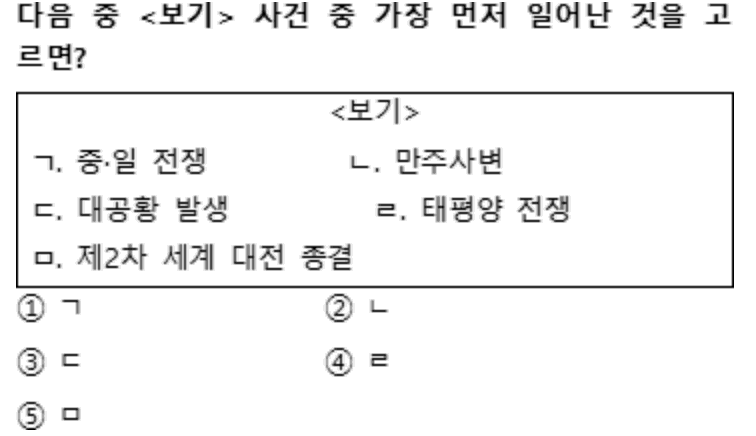 다음 중 <보기> 사건 중 가장 먼저 일어난 것을 고
르면?
<보기>
ㄱ. 중·일 전쟁 ㄴ. 만주사변
ㄷ. 대공황 발생 ㄹ. 태평양 전쟁
ㅁ. 제2차 세계 대전 종결
① ㄱ ② ㄴ
③ ㄷ ④ ㄹ
⑤ ㅁ